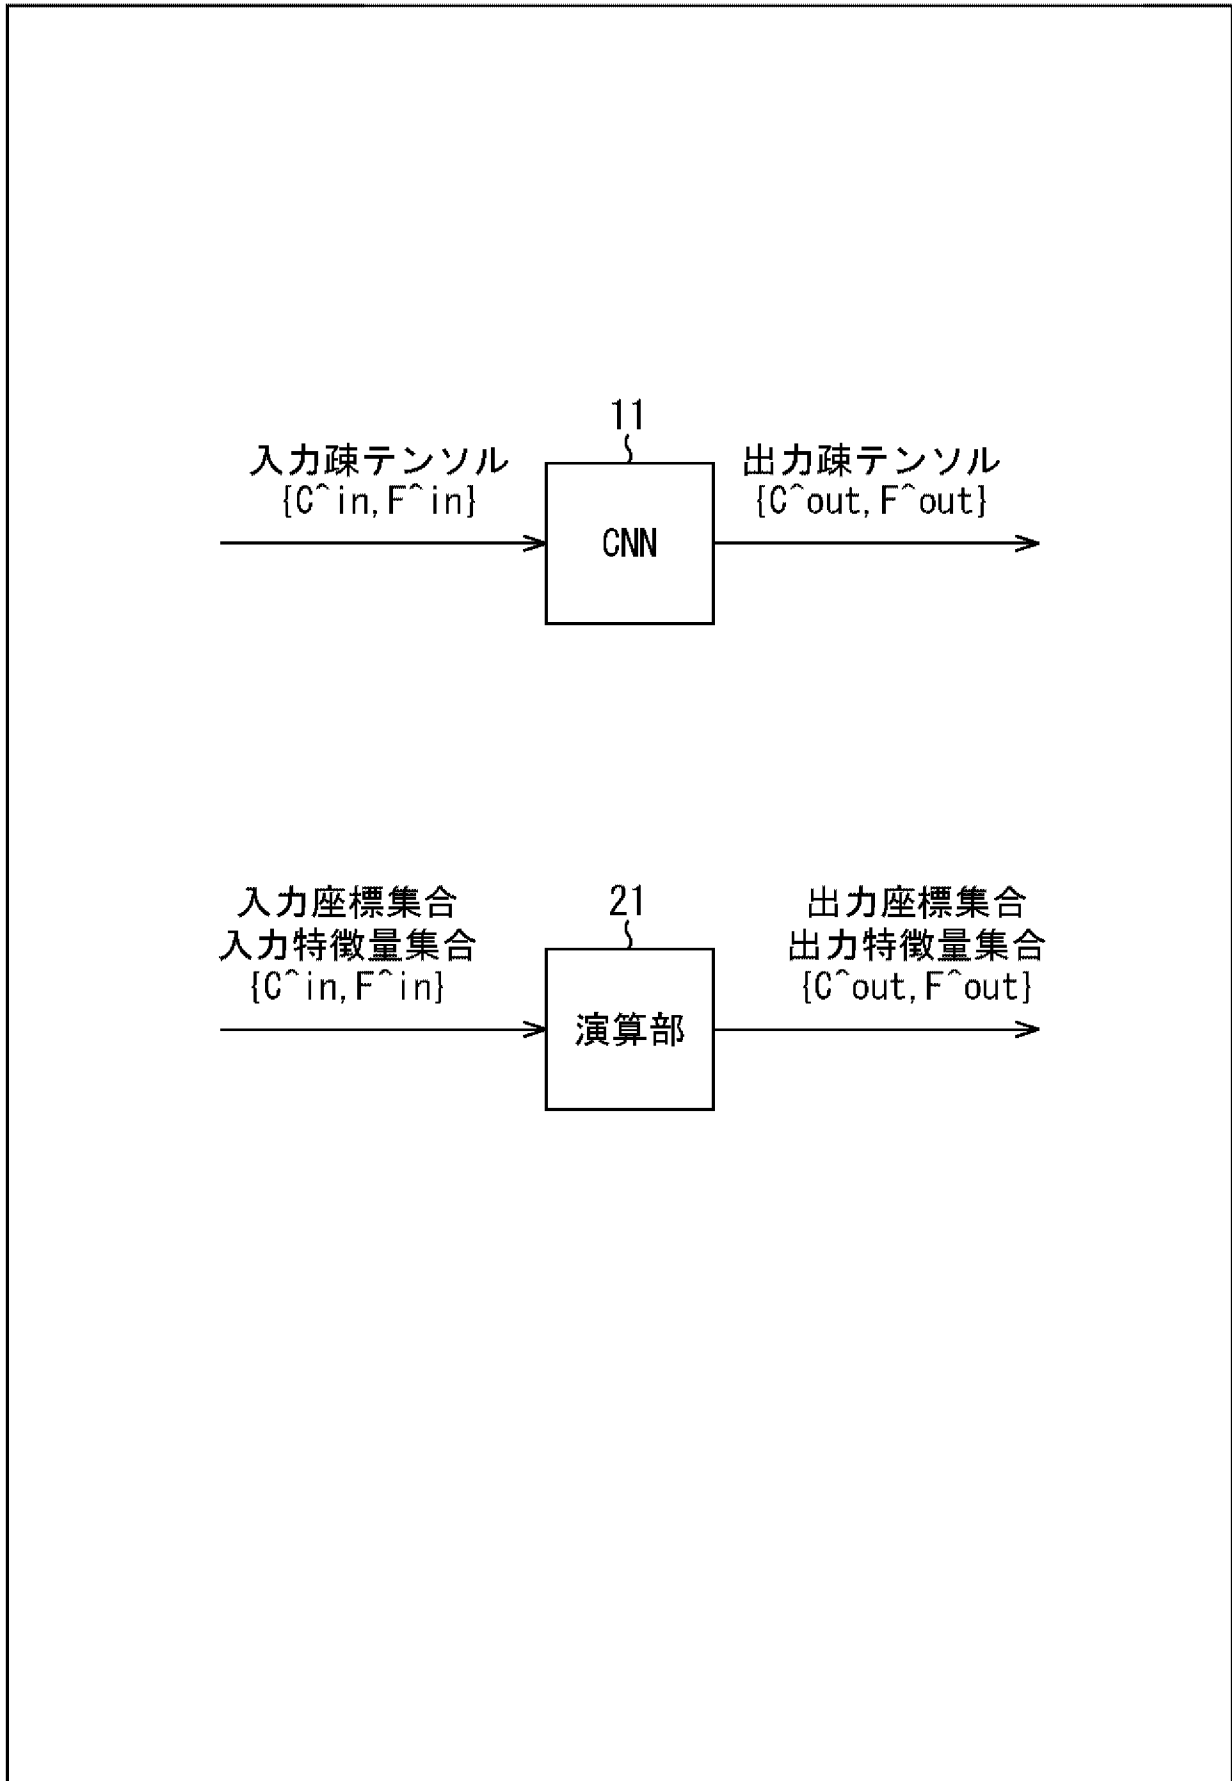 11
入力疎テンソル
{C^in,F^in}
CNN
出力疎テンソル
{C^out,F^out}
入力座標集合
入力特徴量集合
{C^in,F^in}
21
演算部
出力座標集合
出力特徴量集合
{C^out,F^out}